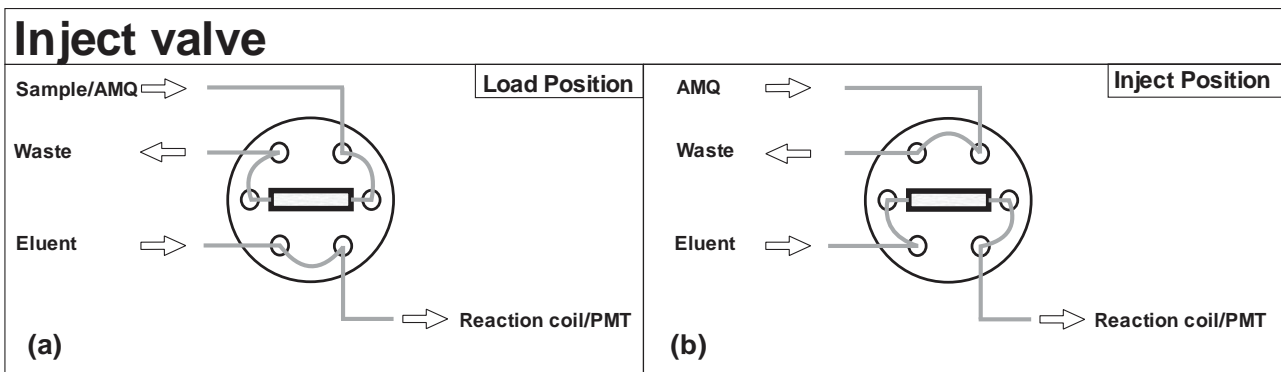 Inject valve
Load Position
Sample/AMQ
Waste
Eluent
Reaction coil/PMT
(a)
Inject Position
AMQ
Waste
Eluent
Reaction coil/PMT
(b)